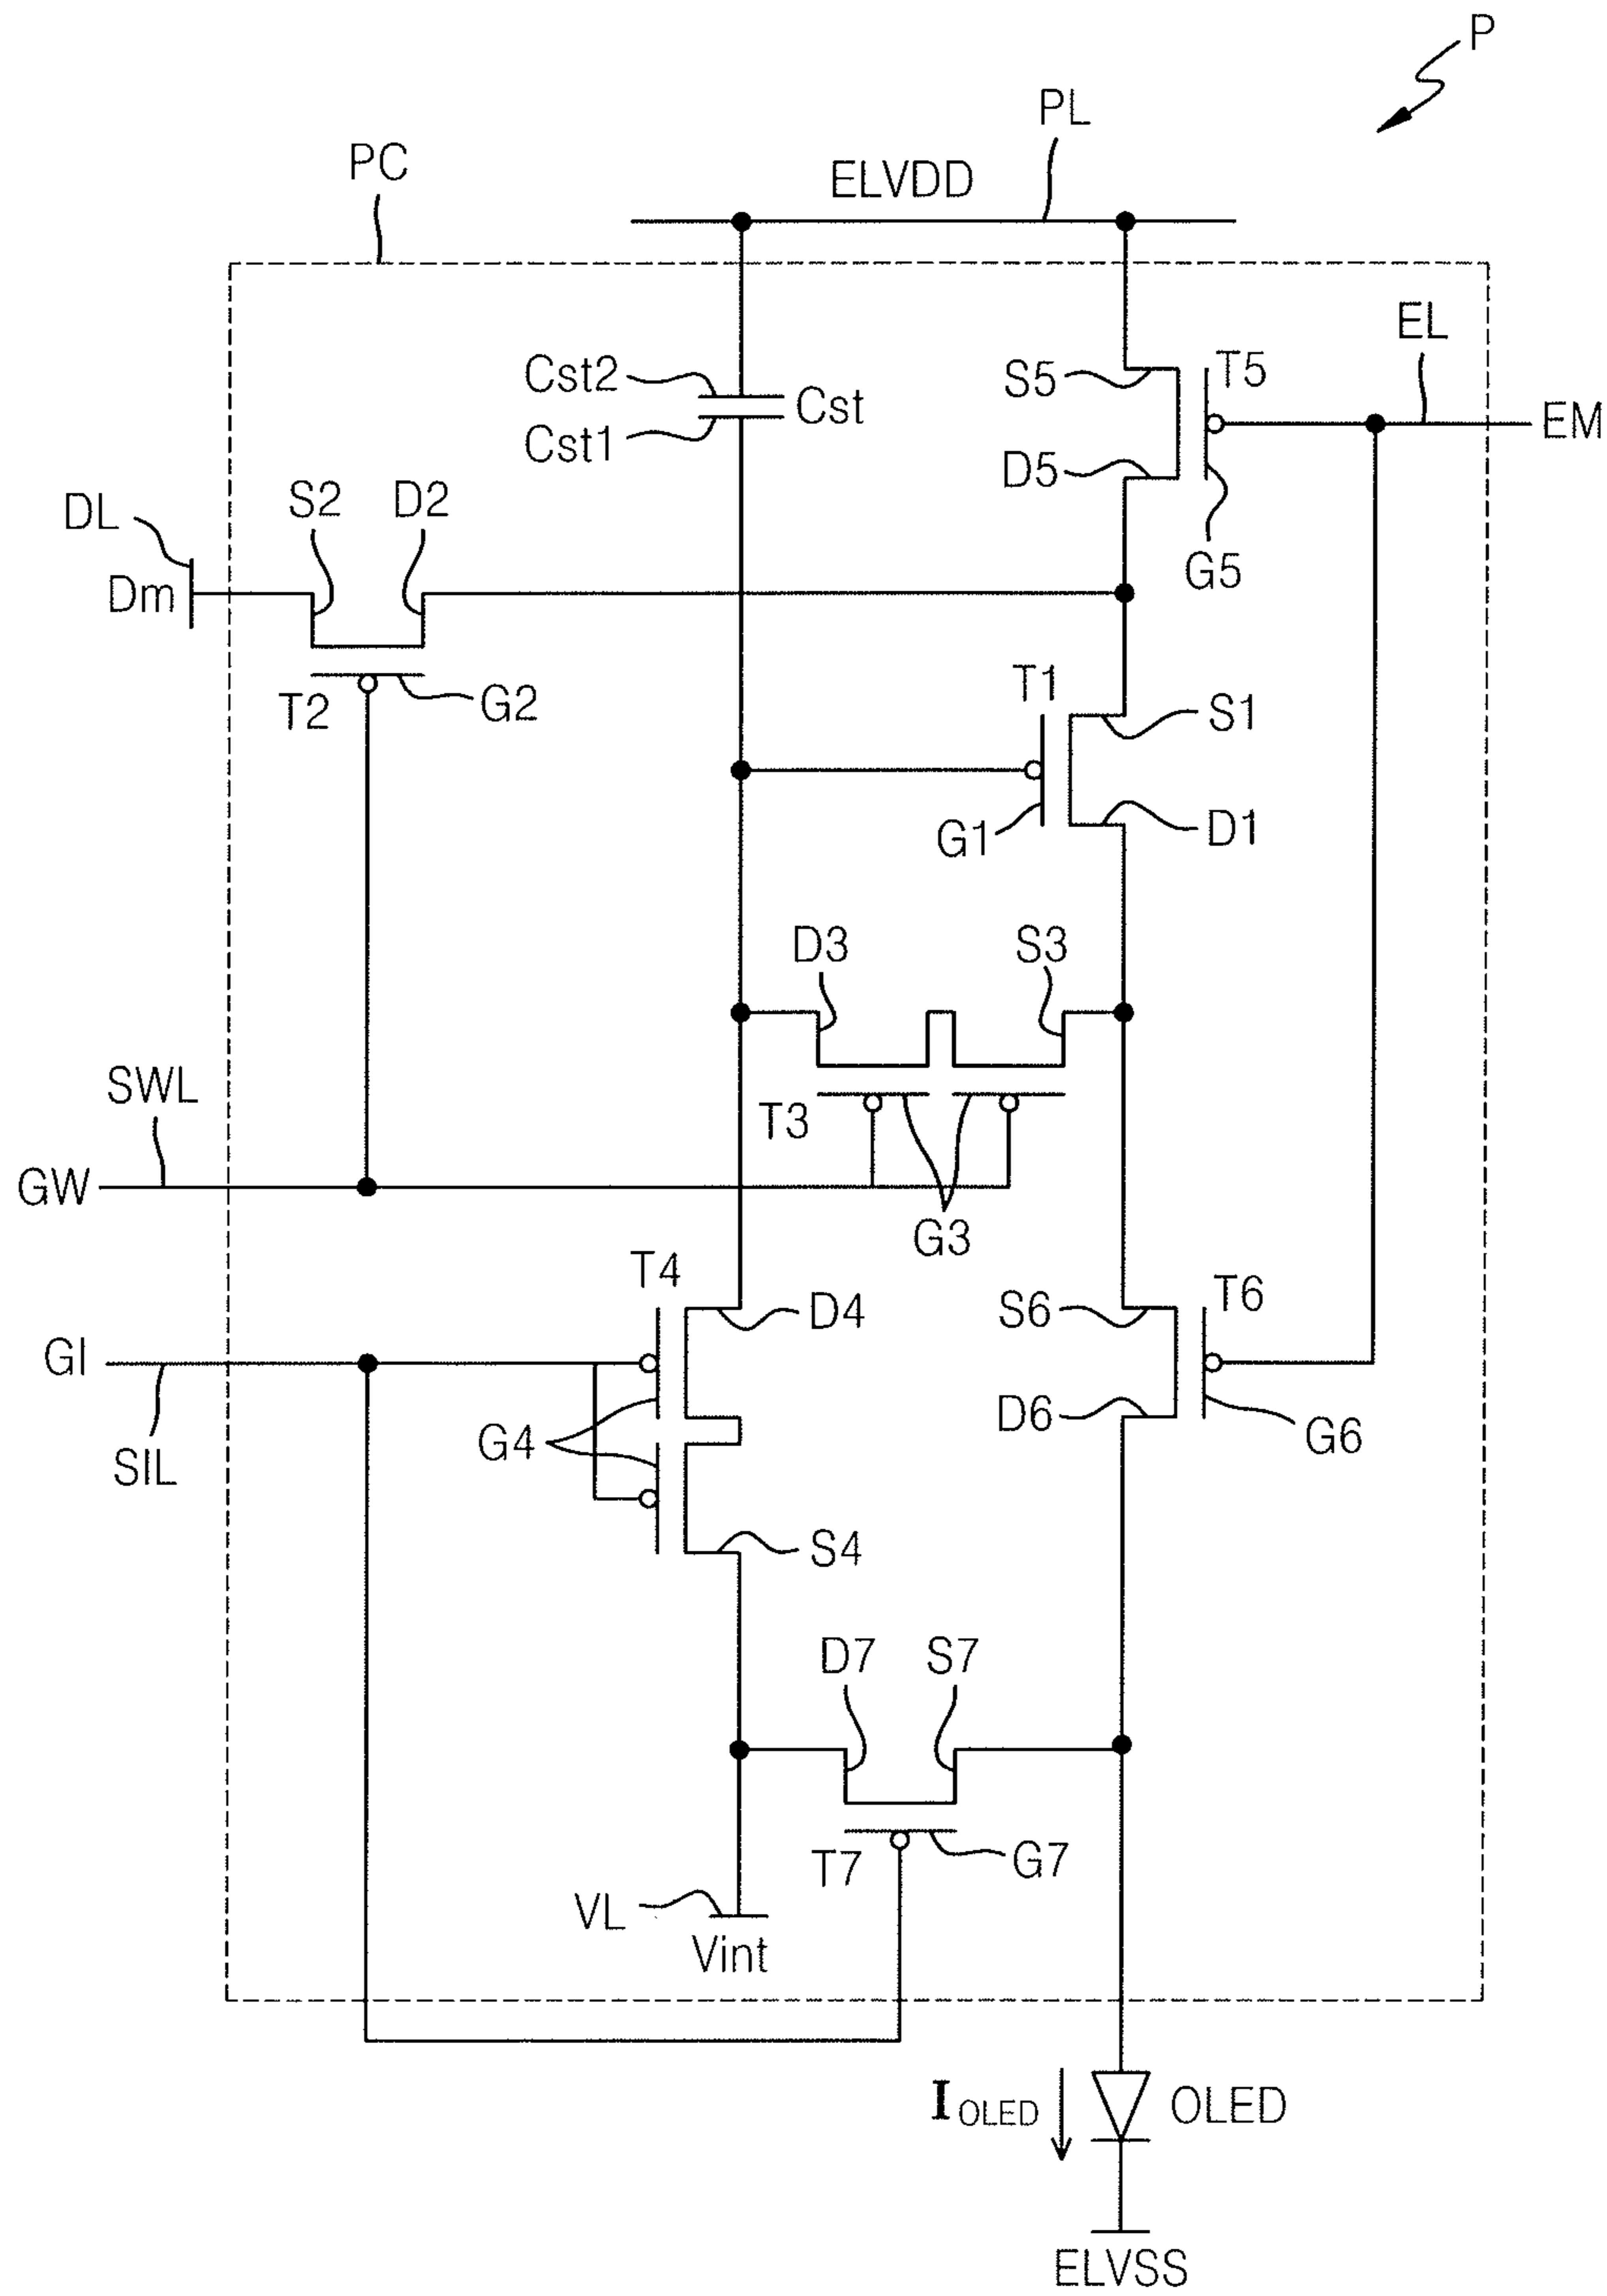 P
PL
PC
ELVDD
EL
Cst2
Cst
Cst1
S5
T5
EM
D5
G5
DL
S2
D2
Dm
T2
G2
T1
S1
G1
D1
D3
S3
SWL
T3
GW
G3
T4
D4
S6
T6
GI
G4
D6
G6
SIL
S4
D7
S7
T7
G7
VL
Vint
IOLED
OLED
ELVSS